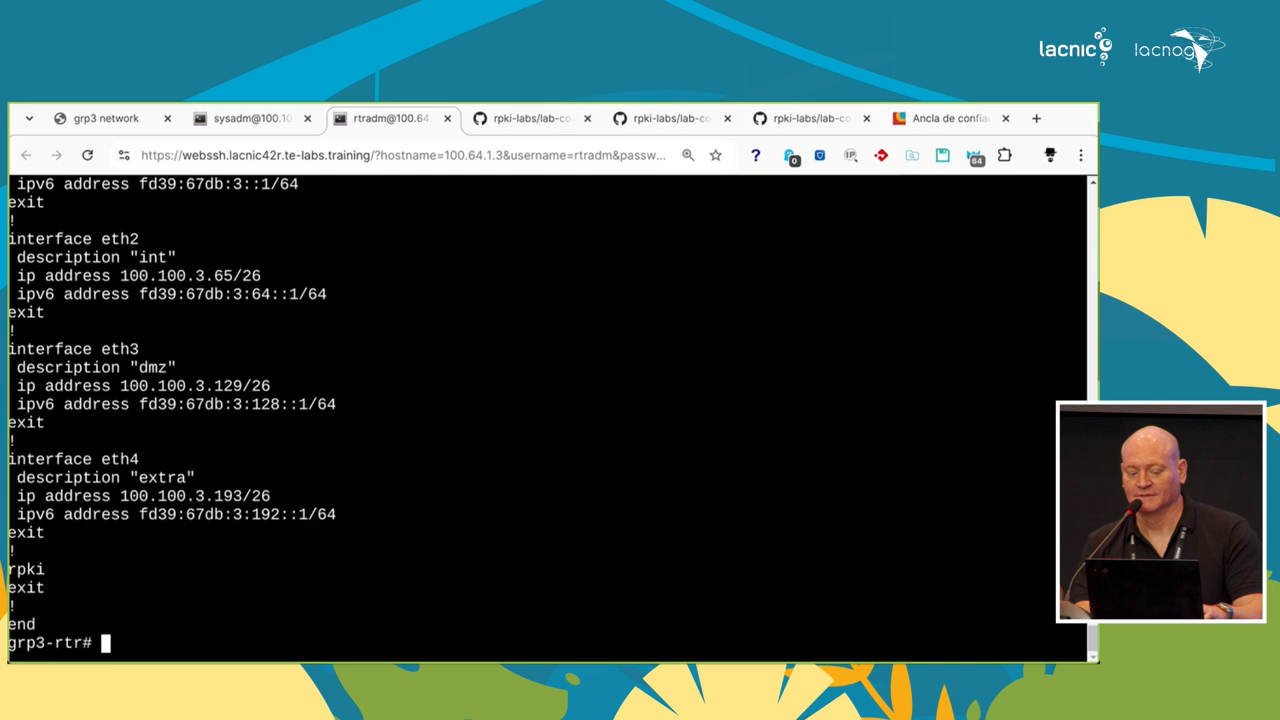 lacnic
lacnog
grp3 network
sysadm@100.10
rtradm@100.64.
rpki-labs/lab-co
rpki-labs/lab-co
rpki-labs/lab-co
Ancla de confia
https://webssh.lacnic42r.te-labs.training/?hostname=100.64.1.3&username=rtradm&passw...
?
0
IP
64
ipv6 address fd39:67db:3::1/64
exit
!
interface eth2
description "int"
ip address 100.100.3.65/26
ipv6 address fd39:67db:3:64::1/64
exit
!
interface eth3
description "dmz"
ip address 100.100.3.129/26
ipv6 address fd39:67db:3:128::1/64
exit
!
interface eth4
description "extra"
ip address 100.100.3.193/26
ipv6 address fd39:67db:3:192::1/64
exit
!
rpki
exit
!
end
grp3-rtr#